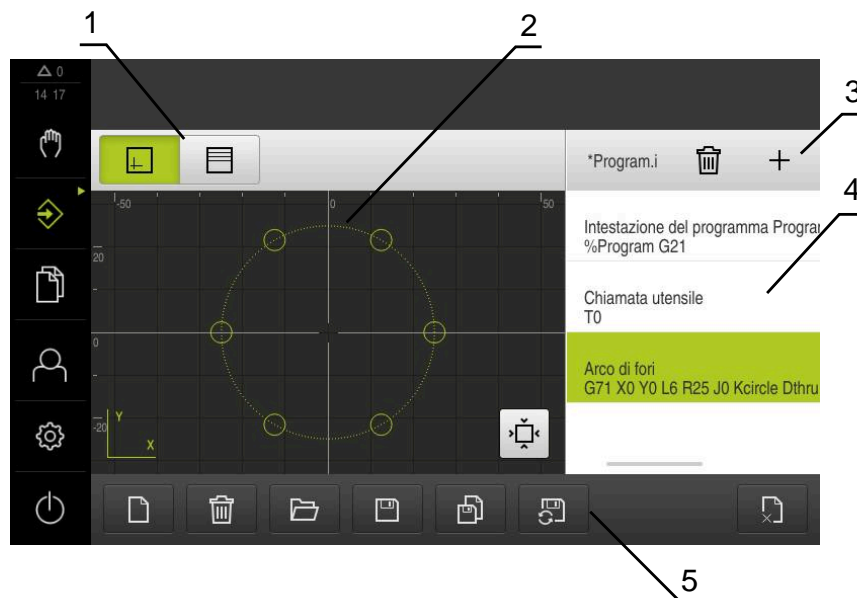 1
2
3
4
5
0
14 17
*Program.i
-50
0
50
20
0
-20
Y
X
Intestazione del programma Progra
%Program G21
Chiamata utensile
T0
Arco di fori
G71 X0 Y0 L6 R25 J0 Kcircle Dthru